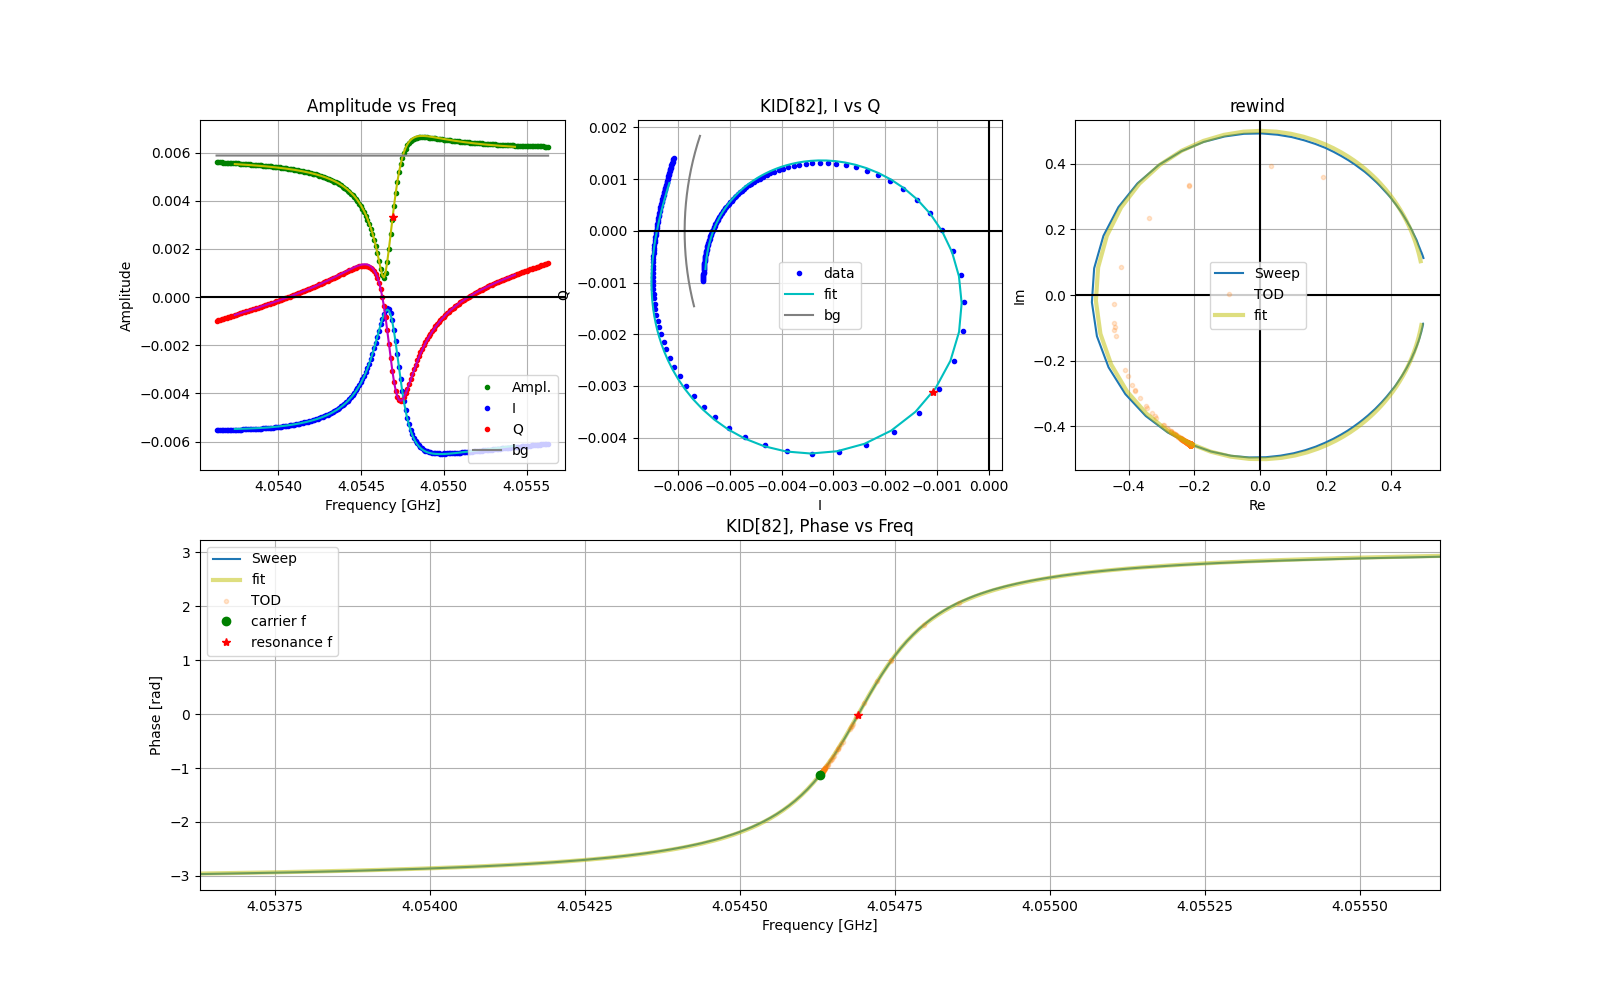 Amplitude vs Freq
Amplitude
0.006
0.004
0.002
0.000
−0.002
−0.004
−0.006
4.0540
4.0545
4.0550
4.0555
Frequency [GHz]
Ampl.
I
Q
bg
KID[82], I vs Q
Q
0.002
0.001
0.000
−0.001
−0.002
−0.003
−0.004
−0.006
−0.005
−0.004
−0.003
−0.002
−0.001
0.000
I
data
fit
bg
rewind
Im
0.4
0.2
0.0
−0.2
−0.4
−0.4
−0.2
0.0
0.2
0.4
Re
Sweep
TOD
fit
KID[82], Phase vs Freq
Phase [rad]
3
2
1
0
−1
−2
−3
4.05375
4.05400
4.05425
4.05450
4.05475
4.05500
4.05525
4.05550
Frequency [GHz]
Sweep
fit
TOD
carrier f
resonance f